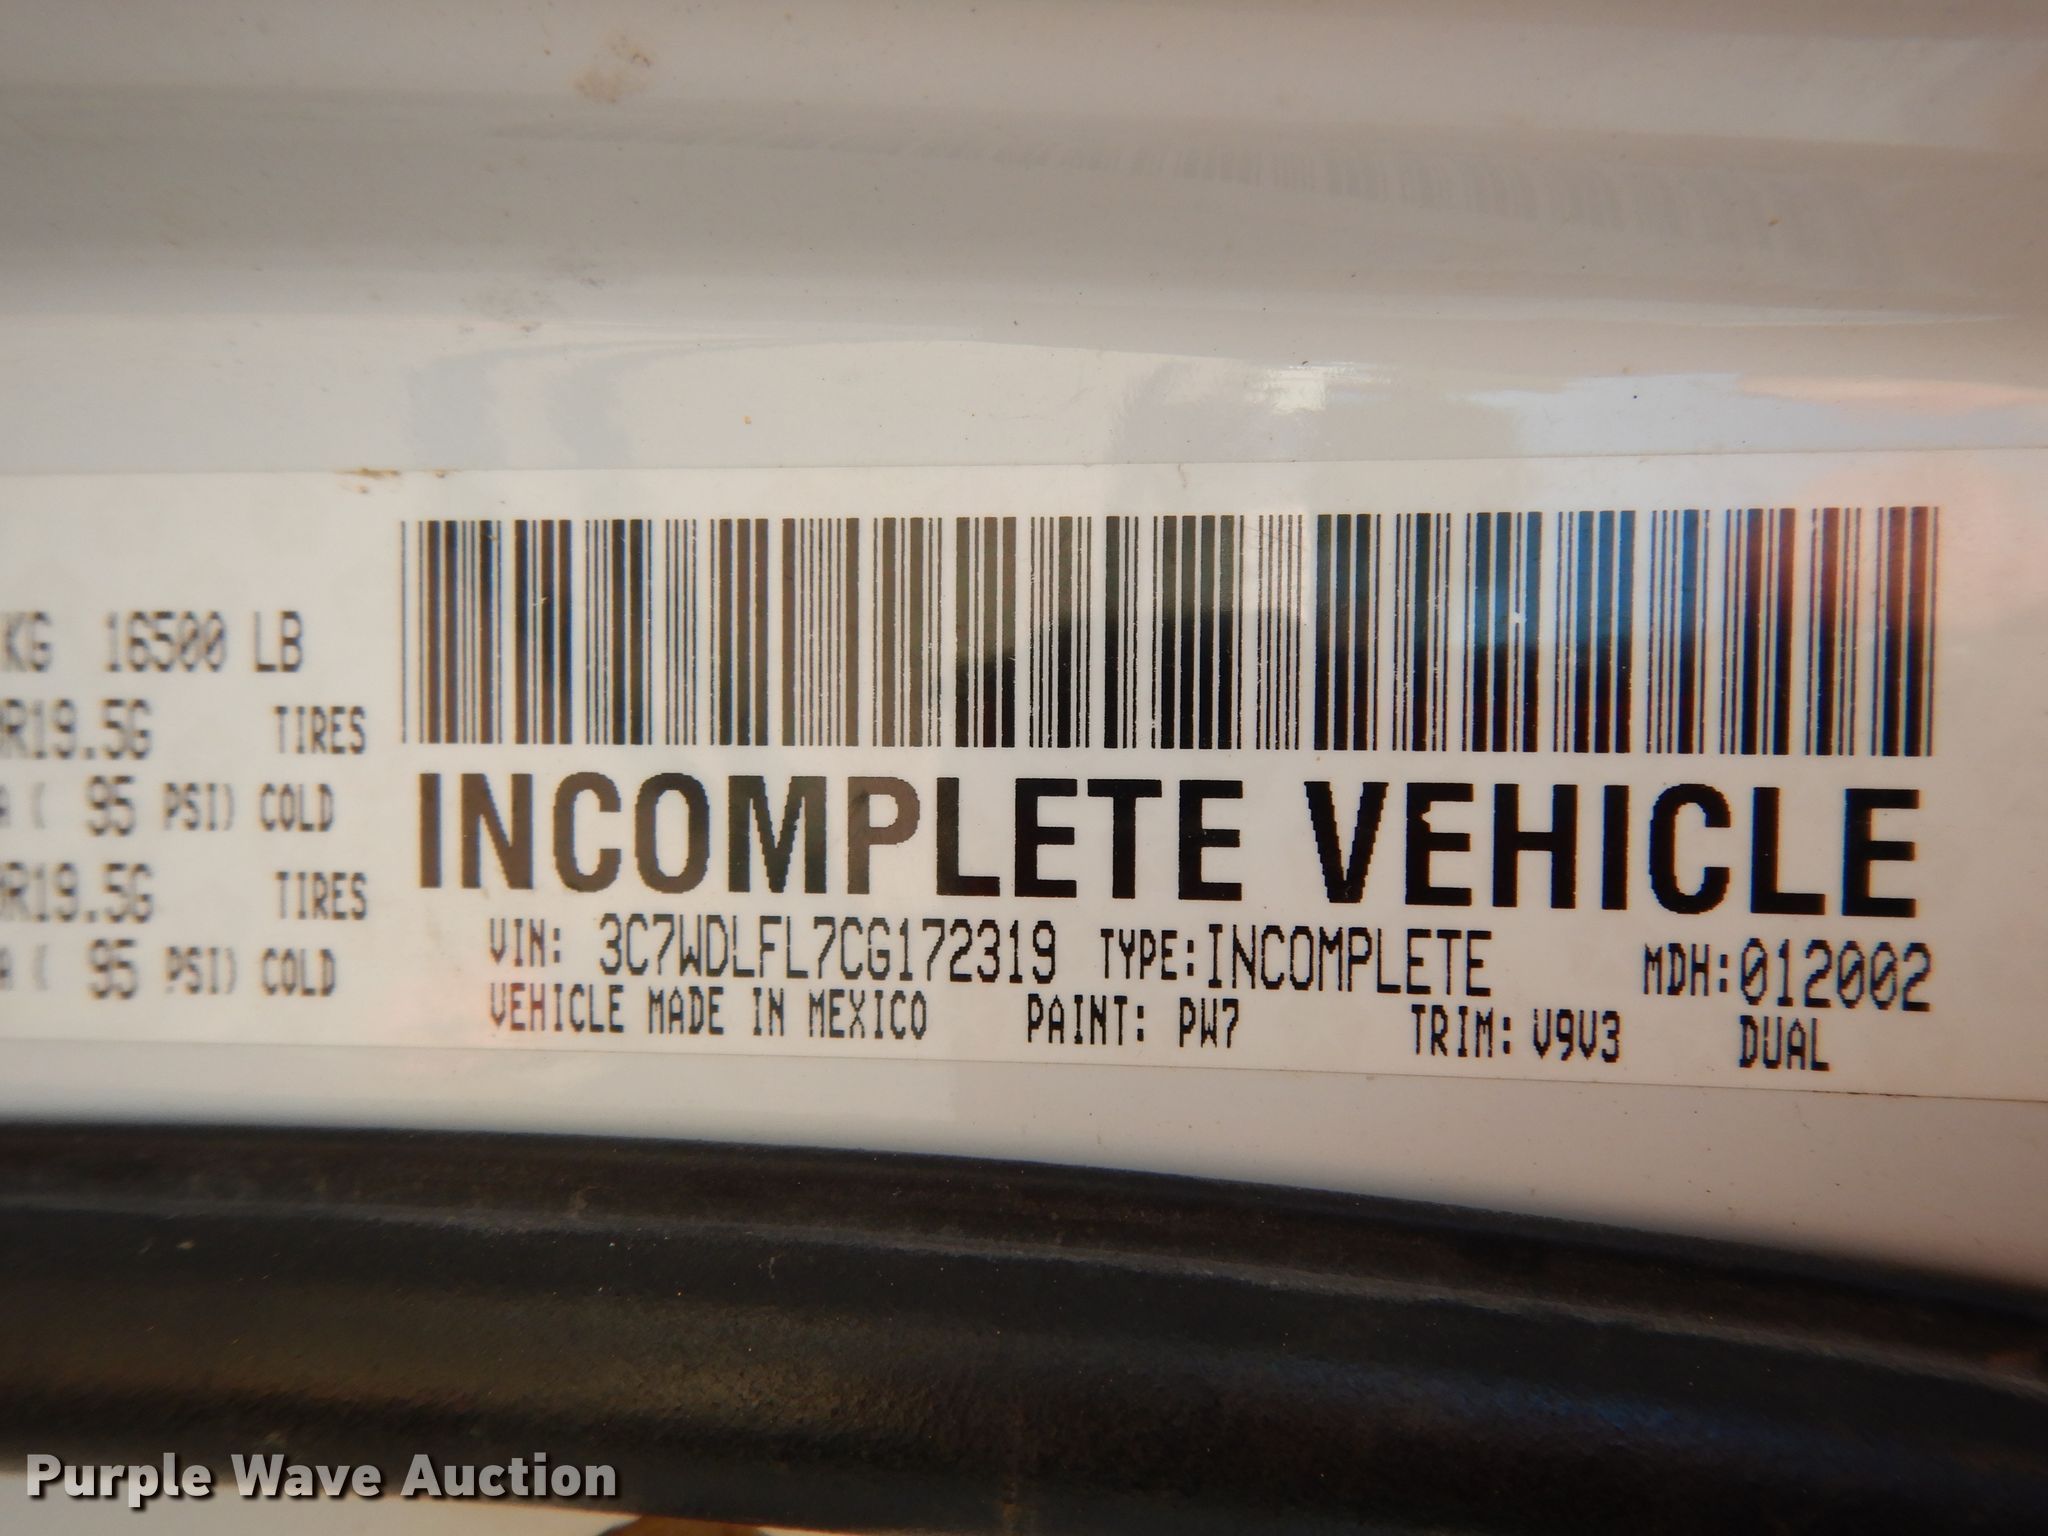 KG 16500 LB
R19.5G TIRES
( 95 PSI) COLD
R19.5G TIRES
( 95 PSI) COLD
INCOMPLETE VEHICLE
VIN: 3C7WDLFL7CG172319 TYPE:INCOMPLETE MDH:012002
VEHICLE MADE IN MEXICO PAINT: PW7 TRIM: V9V3 DUAL
Purple Wave Auction